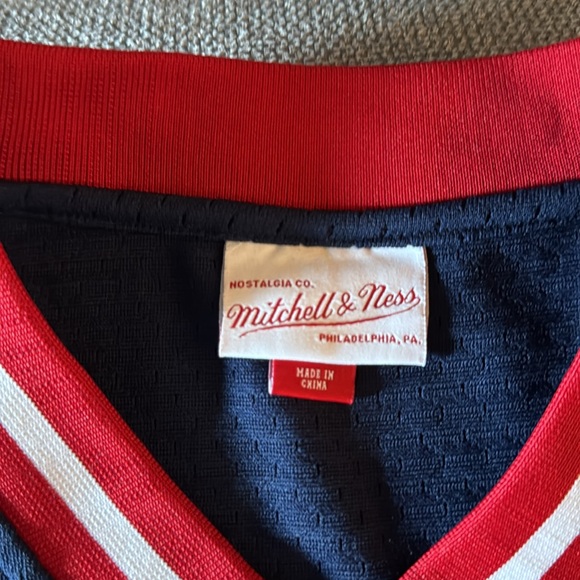 NOSTALGIA CO.
Mitchell & Ness
PHILADELPHIA, PA.
MADE IN
CHINA